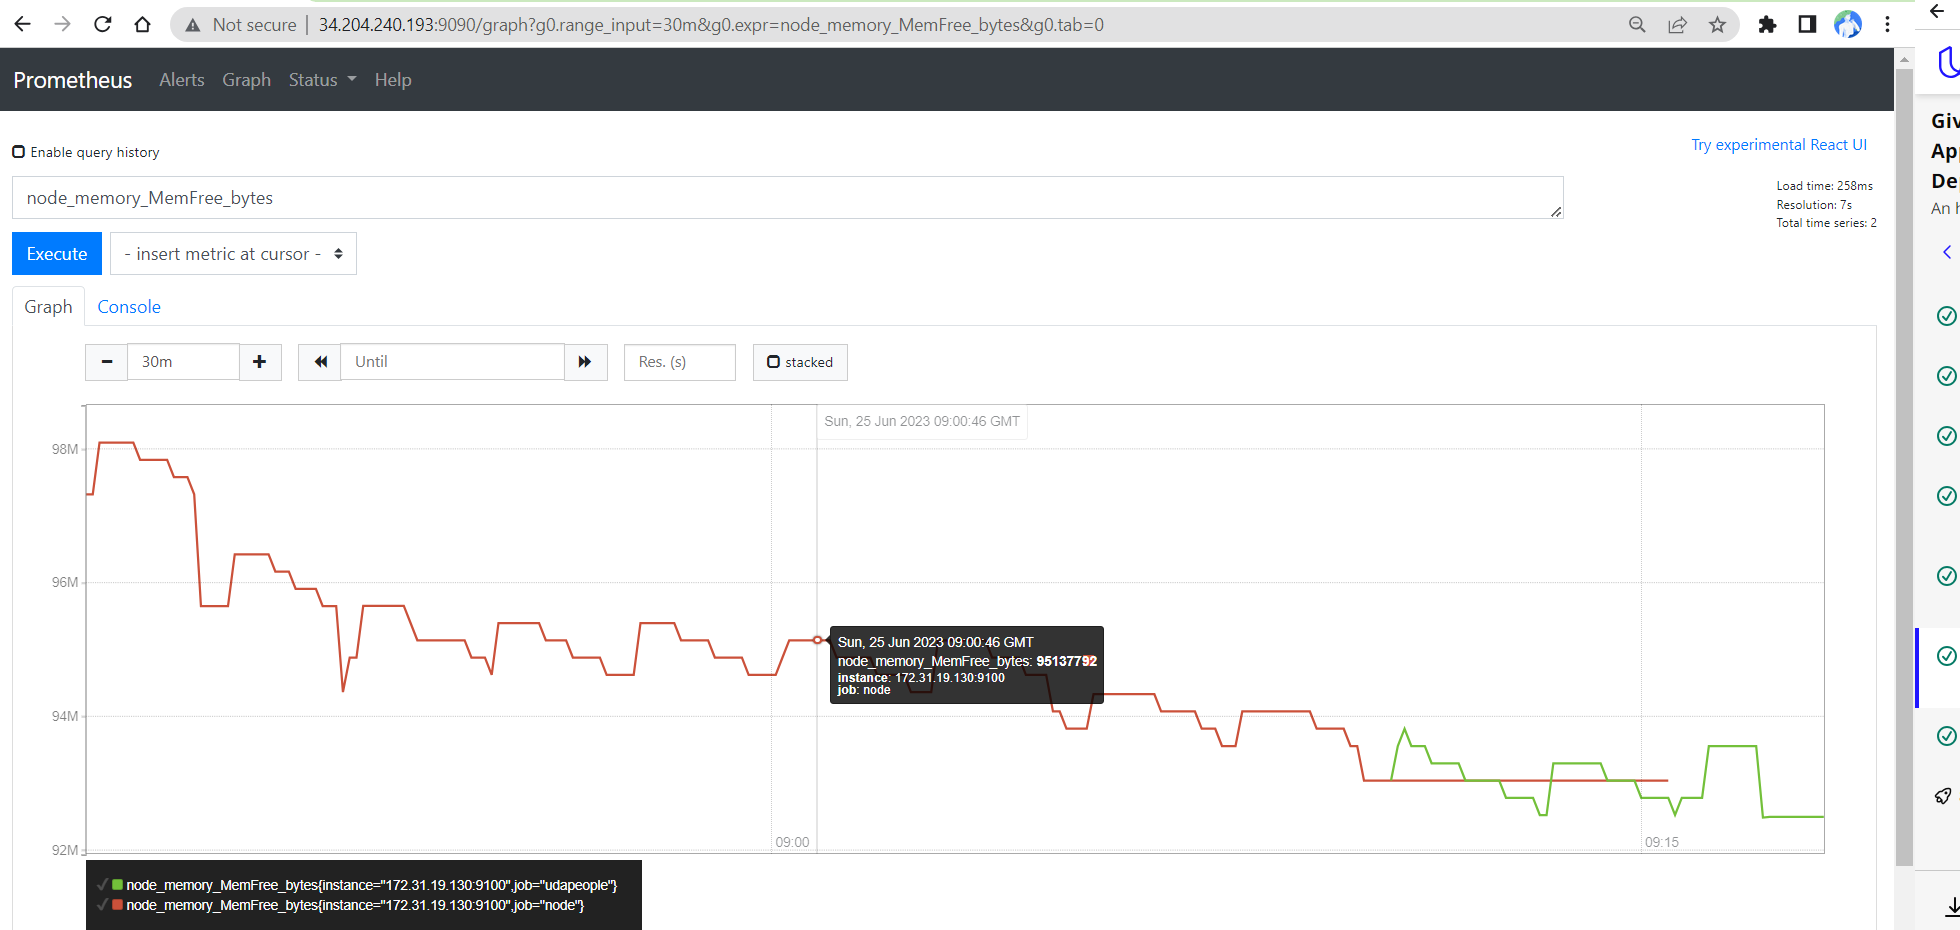 Not secure | 34.204.240.193:9090/graph?g0.range_input=30m&g0.expr=node_memory_MemFree_bytes&g0.tab=0
Prometheus Alerts Graph Status Help
Enable query history
Try experimental React UI
node_memory_MemFree_bytes
Load time: 258ms
Resolution: 7s
Total time series: 2
Execute - insert metric at cursor -
Graph Console
30m Until Res. (s) stacked
Sun, 25 Jun 2023 09:00:46 GMT
98M
96M
94M
92M
Sun, 25 Jun 2023 09:00:46 GMT
node_memory_MemFree_bytes: 95137792
instance: 172.31.19.130:9100
job: node
09:00
09:15
node_memory_MemFree_bytes{instance="172.31.19.130:9100",job="udapeople"}
node_memory_MemFree_bytes{instance="172.31.19.130:9100",job="node"}
Giv
Ap
De
An h